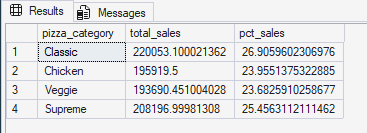 Results Messages
pizza_category total_sales pct_sales
1 Classic 220053.100021362 26.9059602306976
2 Chicken 195919.5 23.9551375322885
3 Veggie 193690.451004028 23.6825910258677
4 Supreme 208196.99981308 25.4563112111462